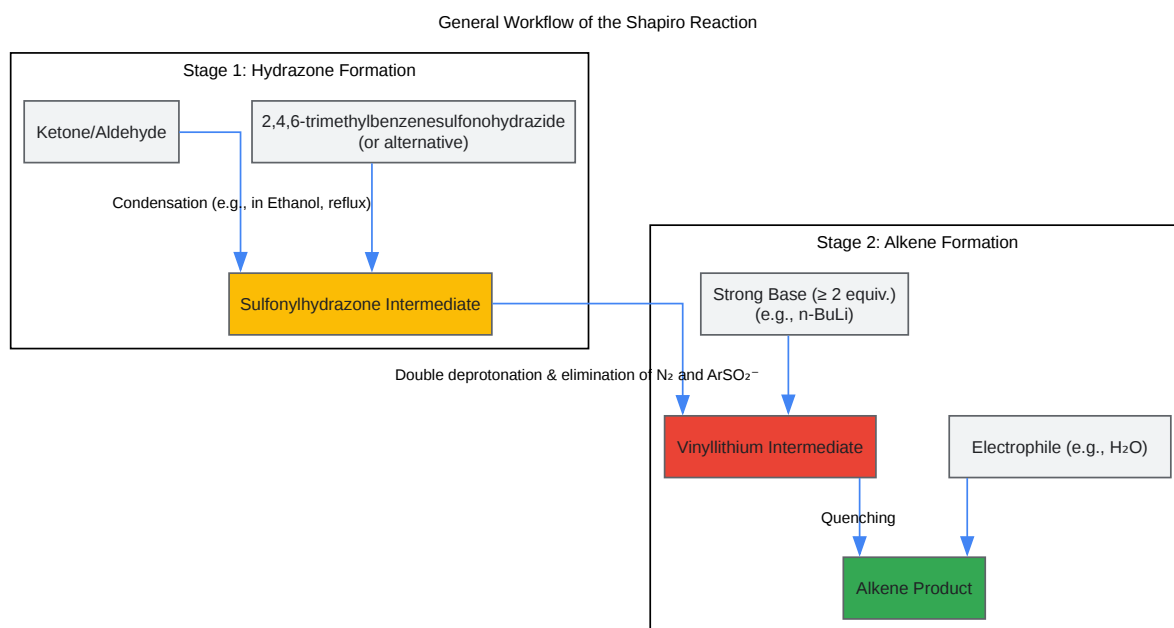 General Workflow of the Shapiro Reaction
Stage 1: Hydrazone Formation
Ketone/Aldehyde
2,4,6-trimethylbenzenesulfonohydrazide
(or alternative)
Condensation (e.g., in Ethanol, reflux)
Sulfonylhydrazone Intermediate
Stage 2: Alkene Formation
Strong Base (≥ 2 equiv.)
(e.g., n-BuLi)
Double deprotonation & elimination of N₂ and ArSO₂⁻
Vinyllithium Intermediate
Electrophile (e.g., H₂O)
Quenching
Alkene Product